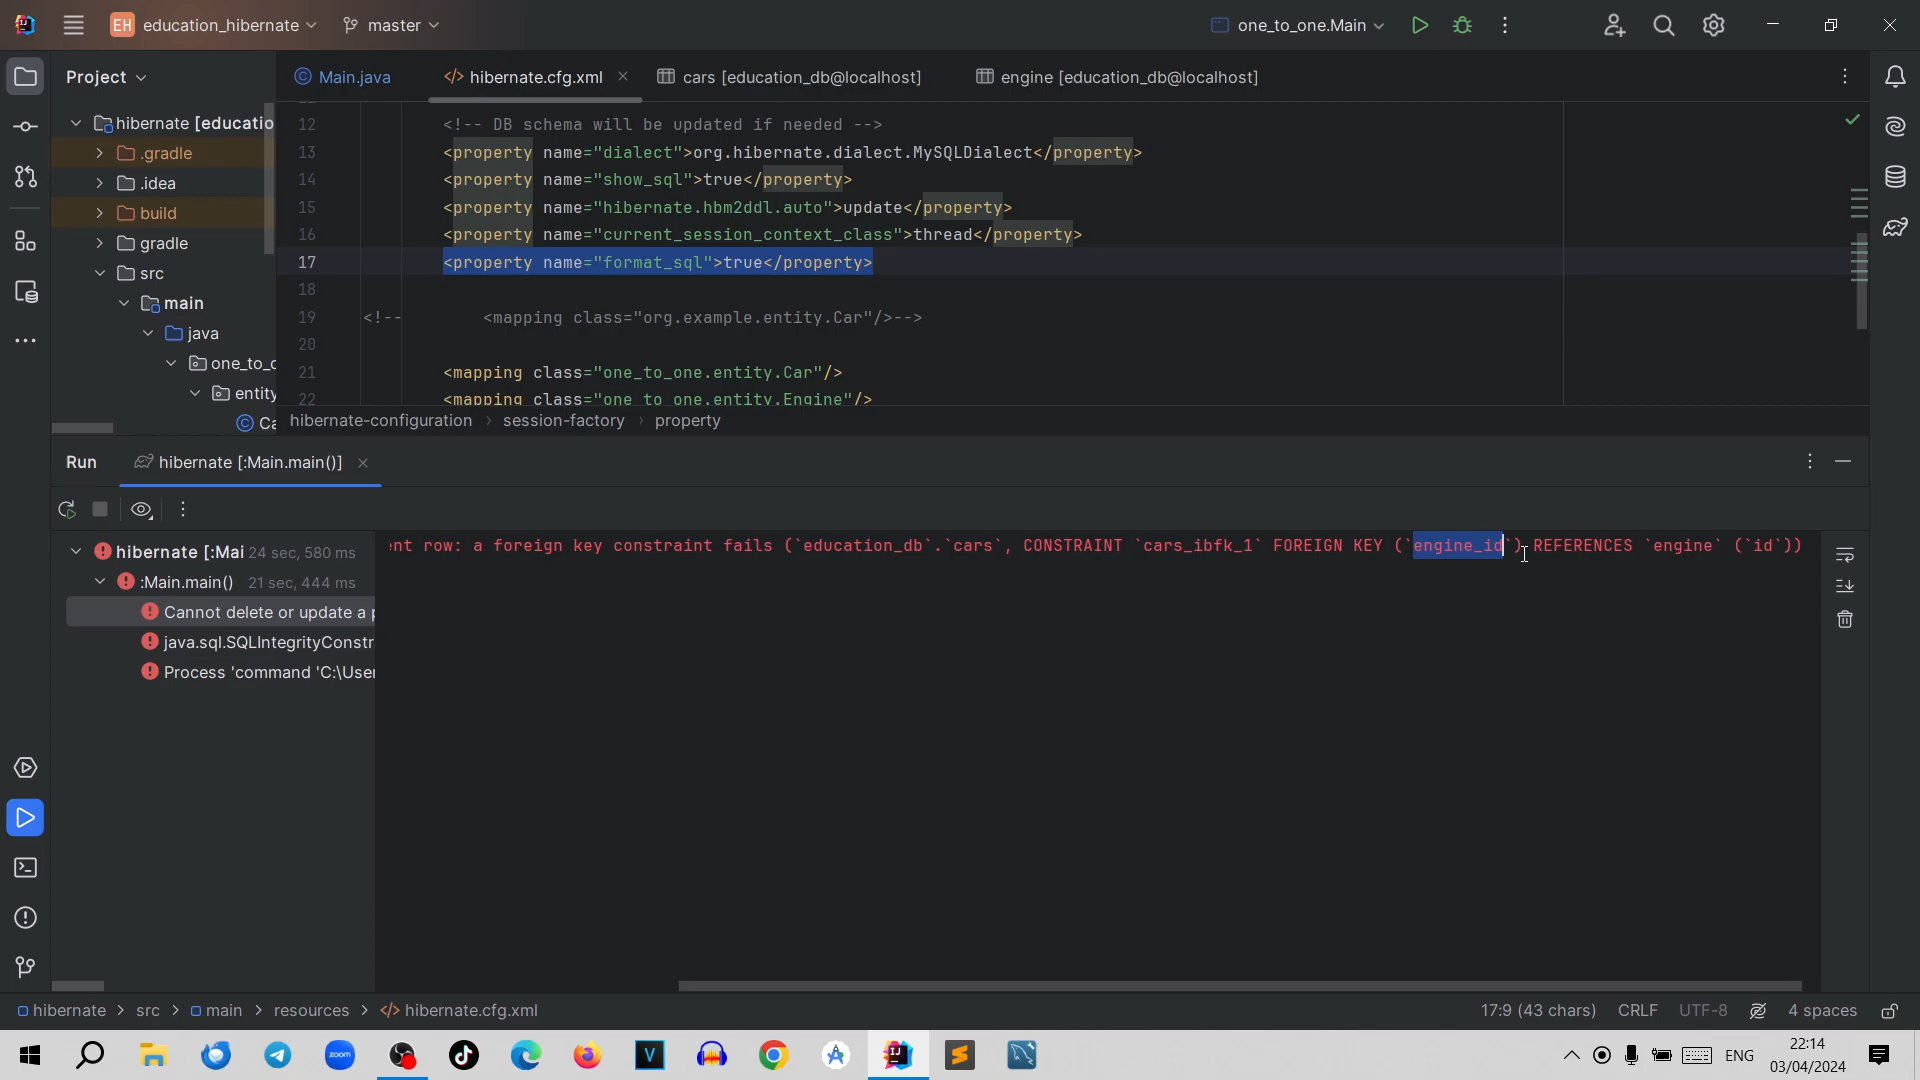 EH education_hibernate master one_to_one.Main
Project Main.java hibernate.cfg.xml cars [education_db@localhost] engine [education_db@localhost]
hibernate [educatio
.gradle
.idea
build
gradle
src
main
java
one_to_c
entity
Ca
12 <!-- DB schema will be updated if needed -->
13 <property name="dialect">org.hibernate.dialect.MySQLDialect</property>
14 <property name="show_sql">true</property>
15 <property name="hibernate.hbm2ddl.auto">update</property>
16 <property name="current_session_context_class">thread</property>
17 <property name="format_sql">true</property>
18
19 <!-- <mapping class="org.example.entity.Car"/>-->
20
21 <mapping class="one_to_one.entity.Car"/>
22 <mapping class="one_to_one.entity.Engine"/>
hibernate-configuration session-factory property
Run hibernate [:Main.main()]
hibernate [:Mai 24 sec, 580 ms
:Main.main() 21 sec, 444 ms
Cannot delete or update a p
java.sql.SQLIntegrityConstr
Process 'command 'C:\User
nt row: a foreign key constraint fails (`education_db`.`cars`, CONSTRAINT `cars_ibfk_1` FOREIGN KEY (`engine_id`) REFERENCES `engine` (`id`))
hibernate > src > main > resources > hibernate.cfg.xml 17:9 (43 chars) CRLF UTF-8 4 spaces
zoom V ENG 22:14
03/04/2024